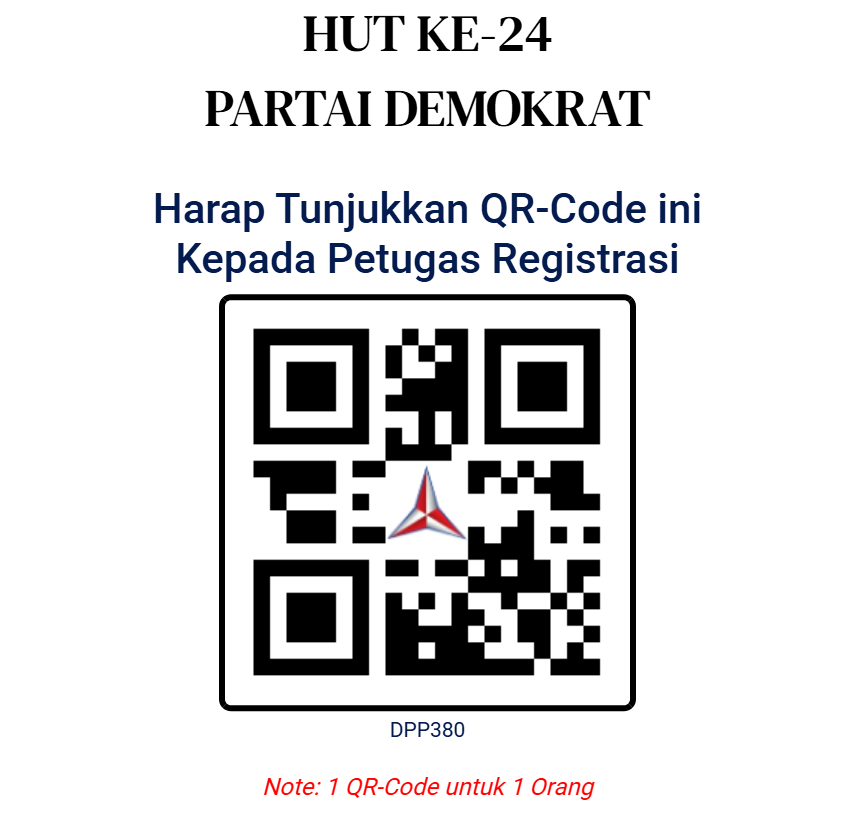 HUT KE-24
PARTAI DEMOKRAT
Harap Tunjukkan QR-Code ini
Kepada Petugas Registrasi
DPP380
Note: 1 QR-Code untuk 1 Orang